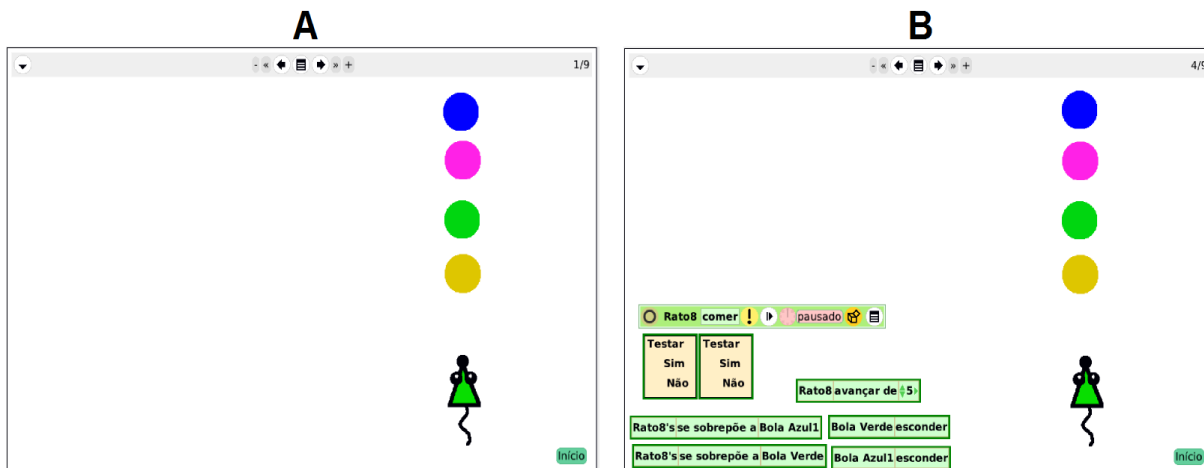 A
B
- « » + 1/9
- « » + 4/9
Rato8 comer ! pausado
Testar Testar
Sim Sim
Não Não
Rato8 avançar de 5
Rato8's se sobrepõe a Bola Azul1
Bola Verde esconder
Rato8's se sobrepõe a Bola Verde
Bola Azul1 esconder
Início
Início